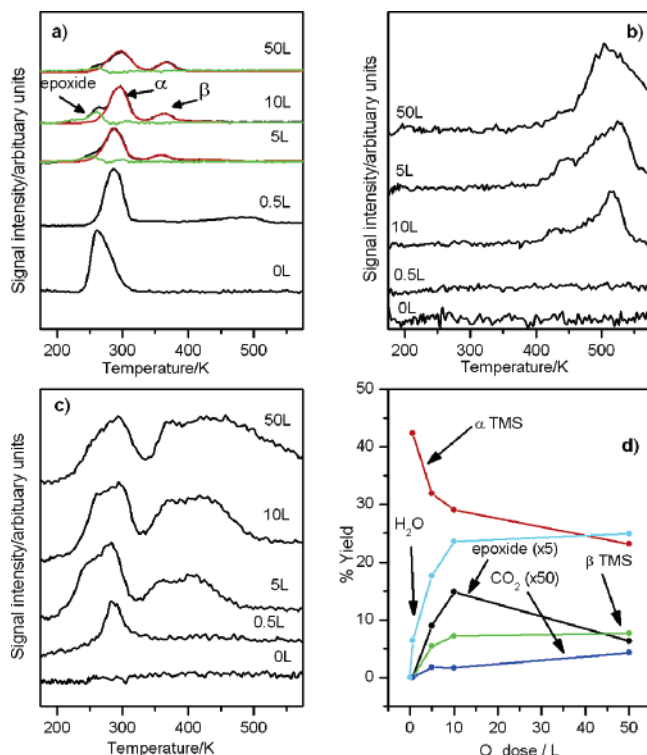 a)
50L
epoxide
α
10L
β
5L
0.5L
0L
Signal intensity/arbituary units
200 300 400 500
Temperature/K
b)
50L
5L
10L
0.5L
0L
Signal intensity/arbituary units
200 300 400 500
Temperature/K
c)
50L
10L
5L
0.5L
0L
Signal intensity/arbituary units
200 300 400 500
Temperature/K
d)
50
40
30
20
10
0
% Yield
α TMS
H2O
epoxide (x5)
CO2 (x50)
β TMS
0 10 20 30 40 50
O dose / L